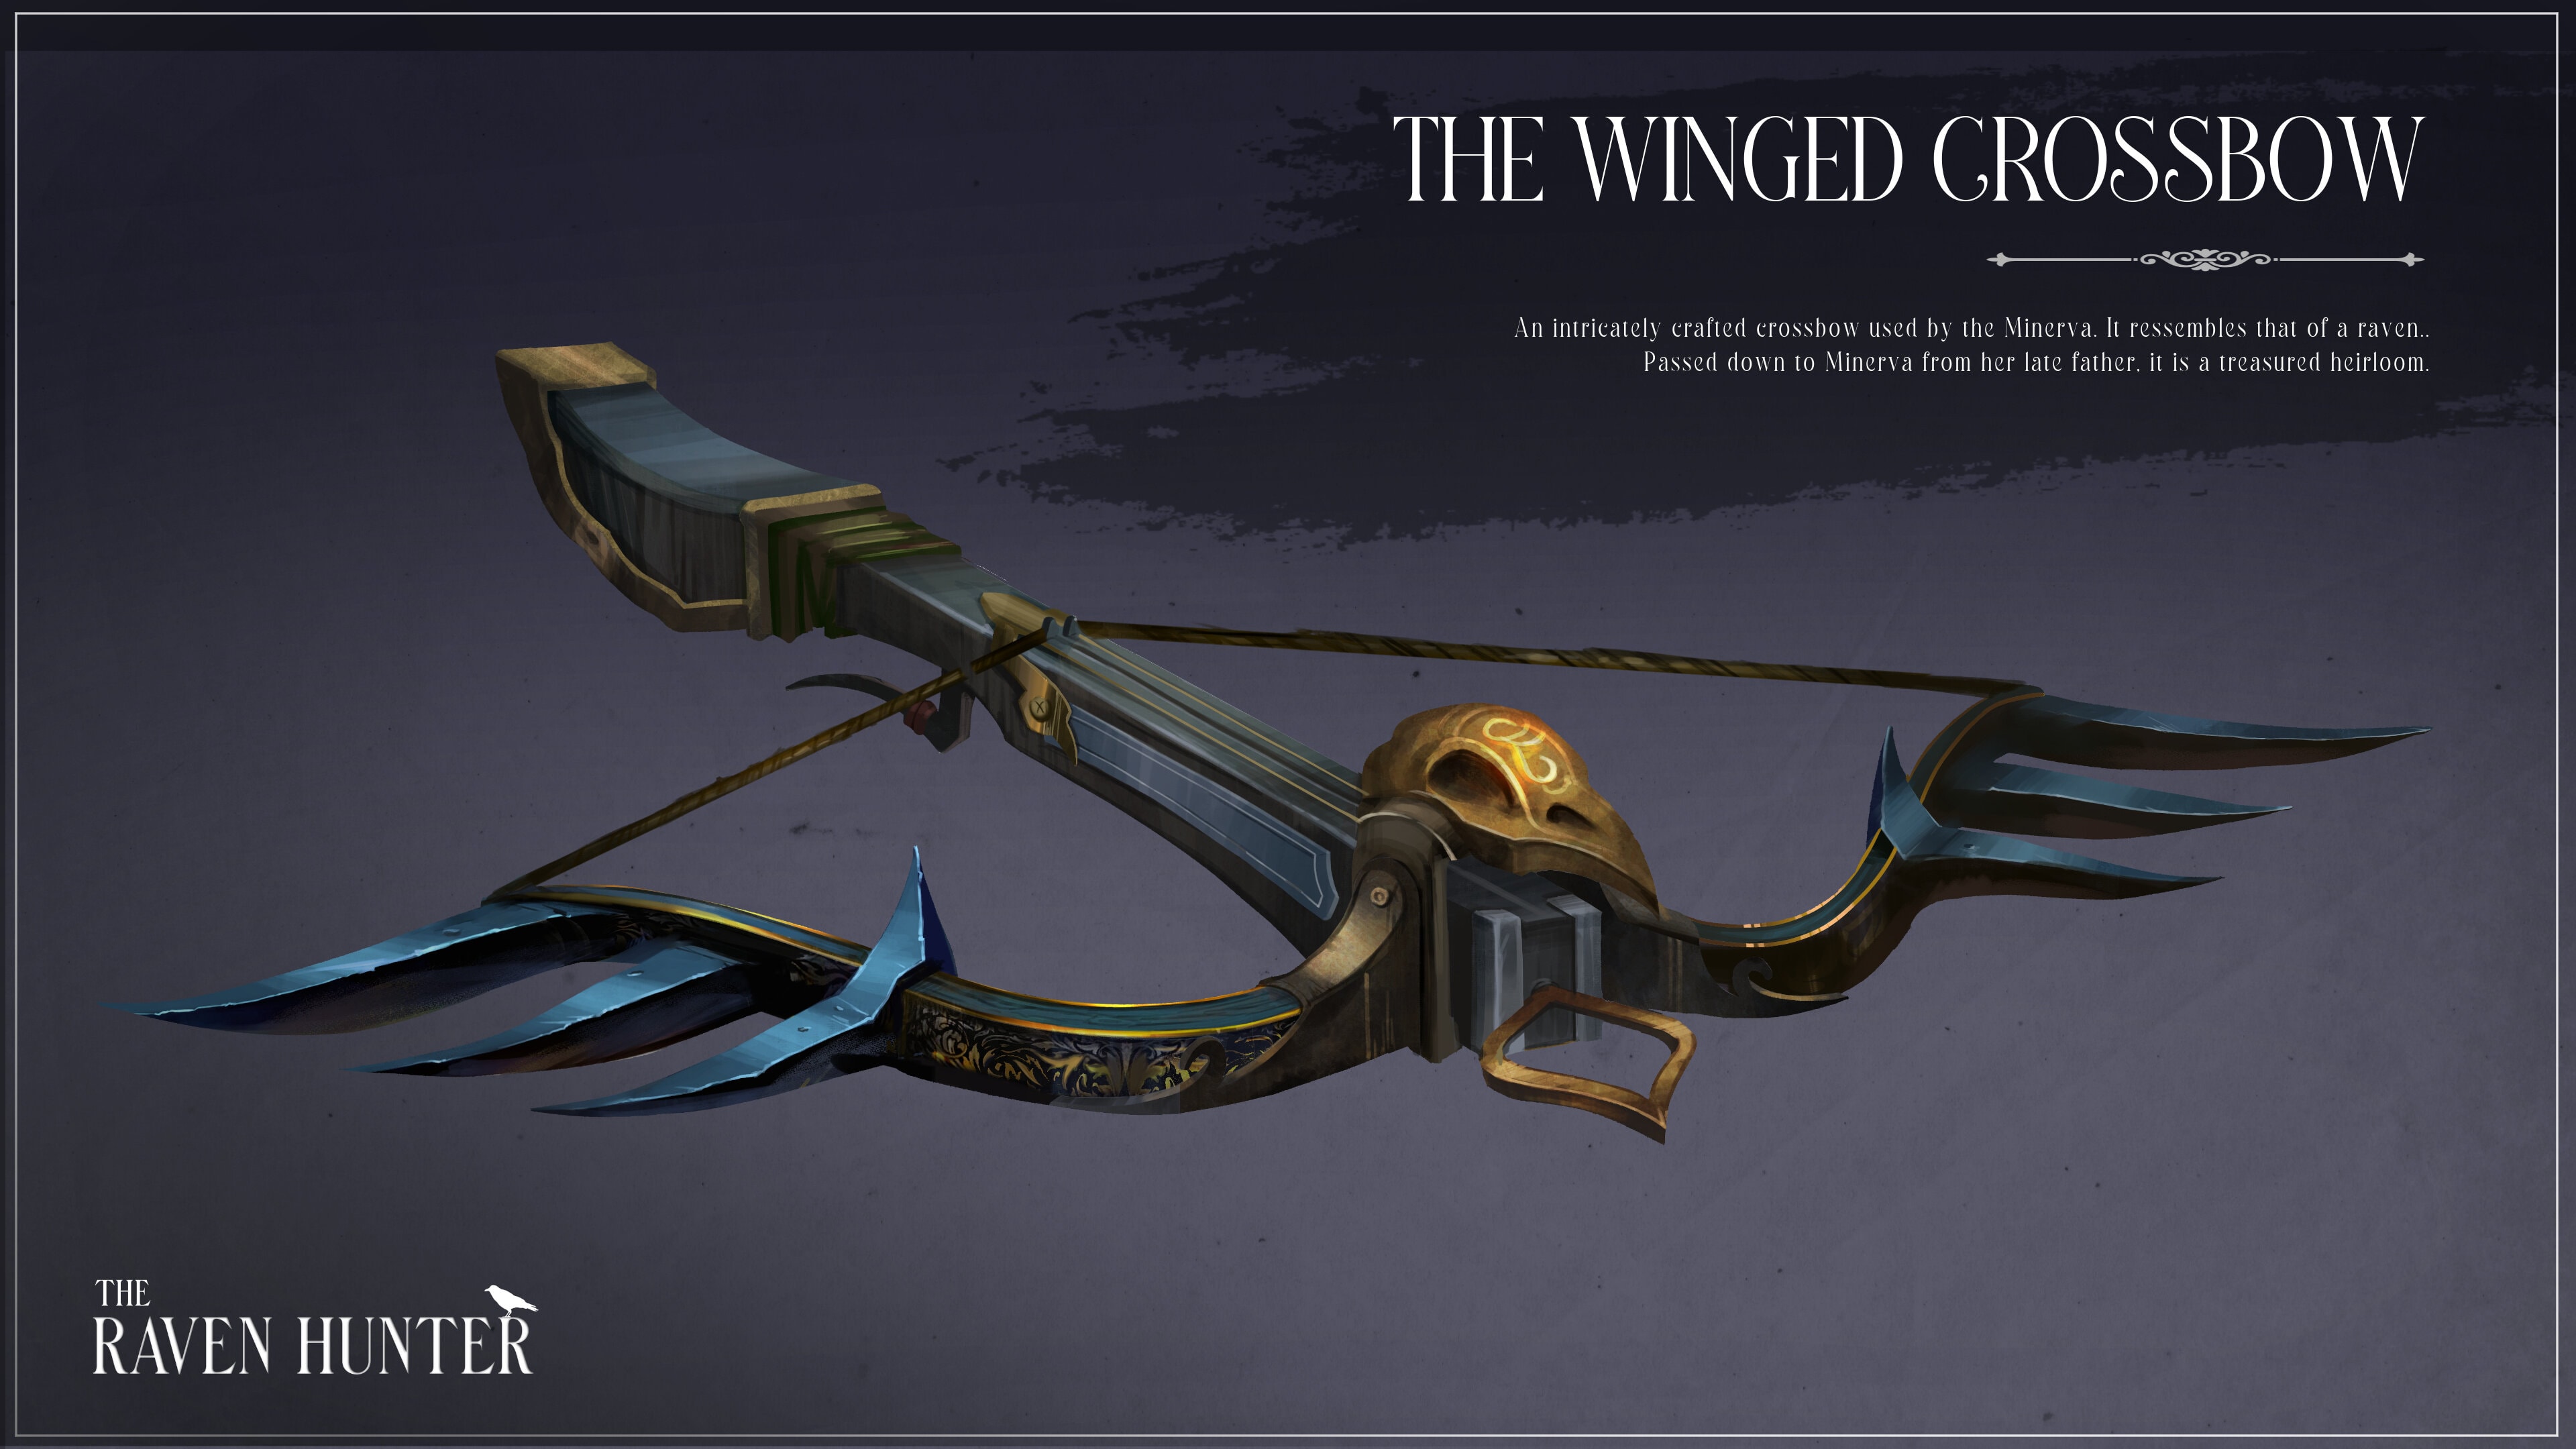 THE WINGED CROSSBOW
An intricately crafted crossbow used by the Minerva. It ressembles that of a raven..
Passed down to Minerva from her late father, it is a treasured heirloom.
THE
RAVEN HUNTER